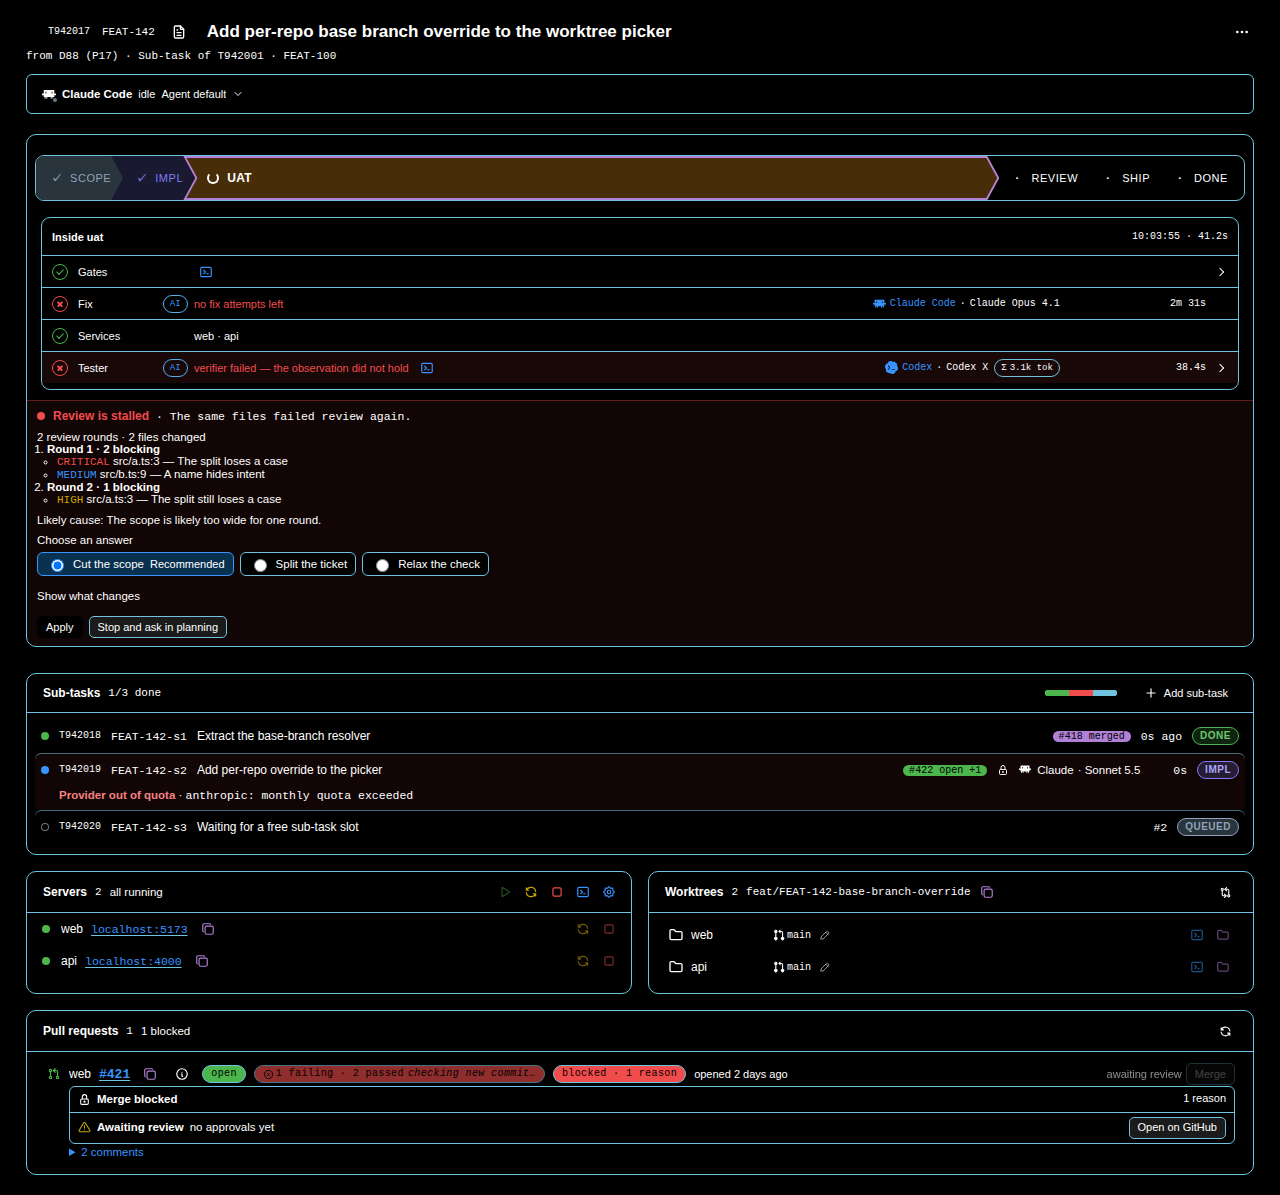 T942017 FEAT-142 Add per-repo base branch override to the worktree picker
from D88 (P17) · Sub-task of T942001 · FEAT-100
Claude Code idle Agent default
SCOPE IMPL UAT · REVIEW · SHIP · DONE
Inside uat 10:03:55 · 41.2s
Gates
Fix AI no fix attempts left Claude Code · Claude Opus 4.1 2m 31s
Services web · api
Tester AI verifier failed — the observation did not hold Codex · Codex X Σ 3.1k tok 38.4s
Review is stalled · The same files failed review again.
2 review rounds · 2 files changed
1. Round 1 · 2 blocking
CRITICAL src/a.ts:3 — The split loses a case
MEDIUM src/b.ts:9 — A name hides intent
2. Round 2 · 1 blocking
HIGH src/a.ts:3 — The split still loses a case
Likely cause: The scope is likely too wide for one round.
Choose an answer
Cut the scope Recommended Split the ticket Relax the check
Show what changes
Apply Stop and ask in planning
Sub-tasks 1/3 done Add sub-task
T942018 FEAT-142-s1 Extract the base-branch resolver #418 merged 0s ago DONE
T942019 FEAT-142-s2 Add per-repo override to the picker #422 open +1 Claude · Sonnet 5.5 0s IMPL
Provider out of quota · anthropic: monthly quota exceeded
T942020 FEAT-142-s3 Waiting for a free sub-task slot #2 QUEUED
Servers 2 all running
web localhost:5173
api localhost:4000
Worktrees 2 feat/FEAT-142-base-branch-override
web main
api main
Pull requests 1 1 blocked
web #421 open 1 failing · 2 passed checking new commit… blocked · 1 reason opened 2 days ago awaiting review Merge
Merge blocked 1 reason
Awaiting review no approvals yet Open on GitHub
2 comments